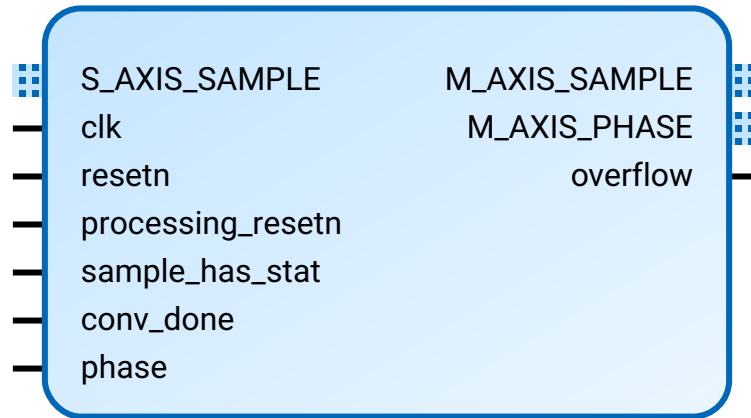 S_AXIS_SAMPLE M_AXIS_SAMPLE
clk M_AXIS_PHASE
resetn overflow
processing_resetn
sample_has_stat
conv_done
phase